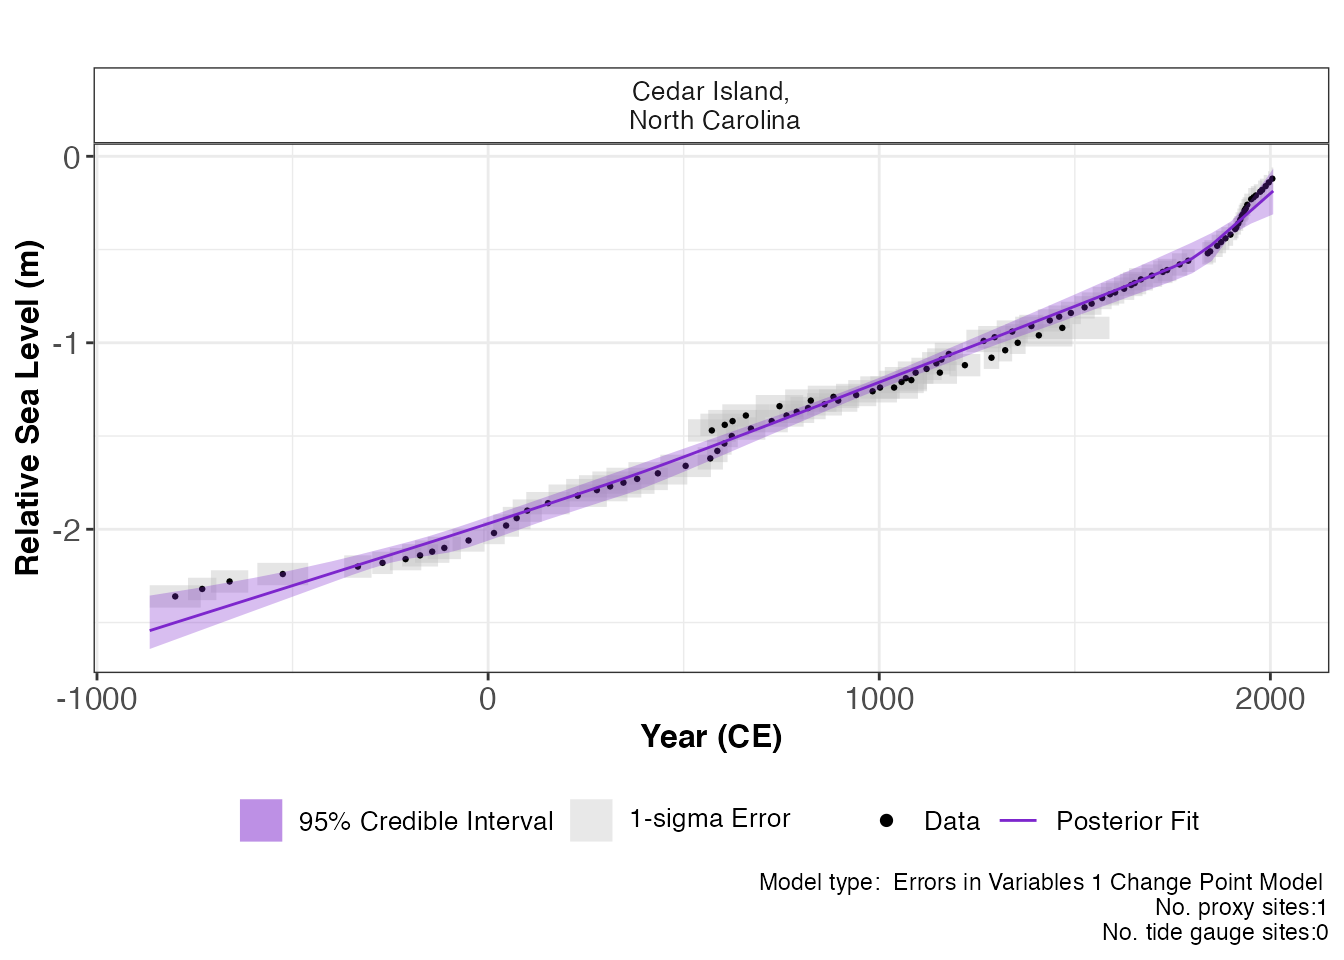 Cedar Island,
North Carolina
0
-1
-2
Relative Sea Level (m)
-1000
0
1000
2000
Year (CE)
95% Credible Interval
1-sigma Error
Data
Posterior Fit
Model type:  Errors in Variables 1 Change Point Model
No. proxy sites:1
No. tide gauge sites:0